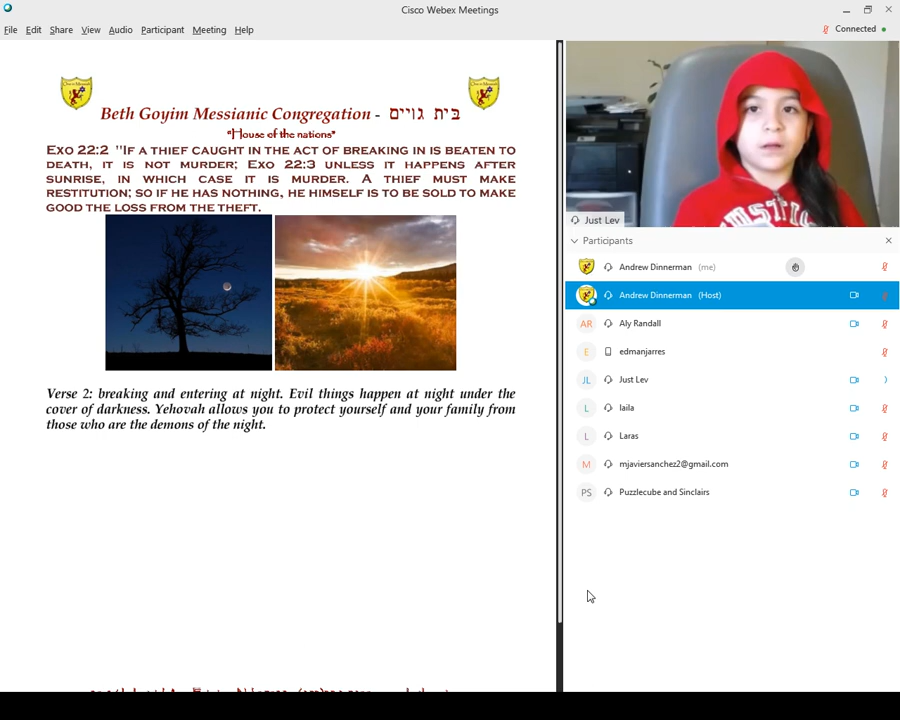 Cisco Webex Meetings
File Edit Share View Audio Participant Meeting Help
Connected
Beth Goyim Messianic Congregation - בית גויים
"House of the nations"
Exo 22:2 "If a thief caught in the act of breaking in is beaten to
death, it is not murder; Exo 22:3 unless it happens after
sunrise, in which case it is murder. A thief must make
restitution; so if he has nothing, he himself is to be sold to make
good the loss from the theft.
Verse 2: breaking and entering at night. Evil things happen at night under the
cover of darkness. Yehovah allows you to protect yourself and your family from
those who are the demons of the night.
Just Lev
Participants
Andrew Dinnerman (me)
Andrew Dinnerman (Host)
AR Aly Randall
E edmanjarres
JL Just Lev
L laila
L Laras
M mjaviersanchez2@gmail.com
PS Puzzlecube and Sinclairs